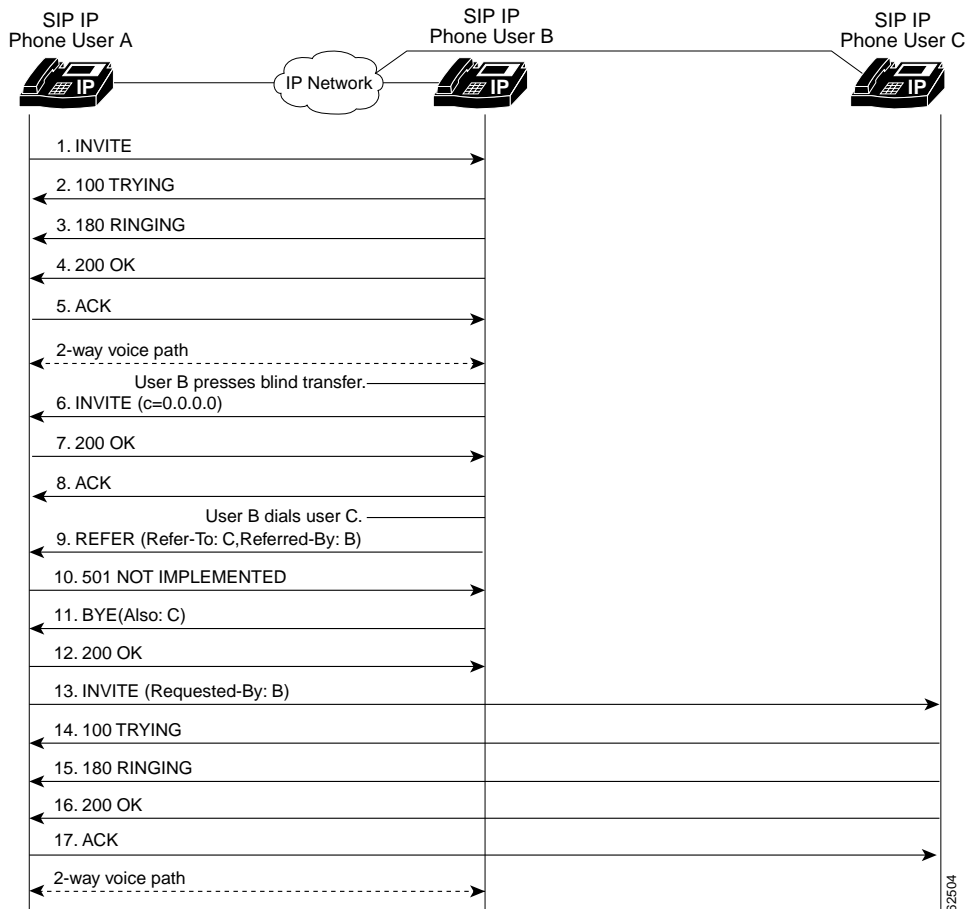 SIP IP
Phone User A
SIP IP
Phone User B
SIP IP
Phone User C
IP
IP Network
IP
IP
1. INVITE
2. 100 TRYING
3. 180 RINGING
4. 200 OK
5. ACK
2-way voice path
User B presses blind transfer.
6. INVITE (c=0.0.0.0)
7. 200 OK
8. ACK
User B dials user C.
9. REFER (Refer-To: C,Referred-By: B)
10. 501 NOT IMPLEMENTED
11. BYE(Also: C)
12. 200 OK
13. INVITE (Requested-By: B)
14. 100 TRYING
15. 180 RINGING
16. 200 OK
17. ACK
2-way voice path
62504